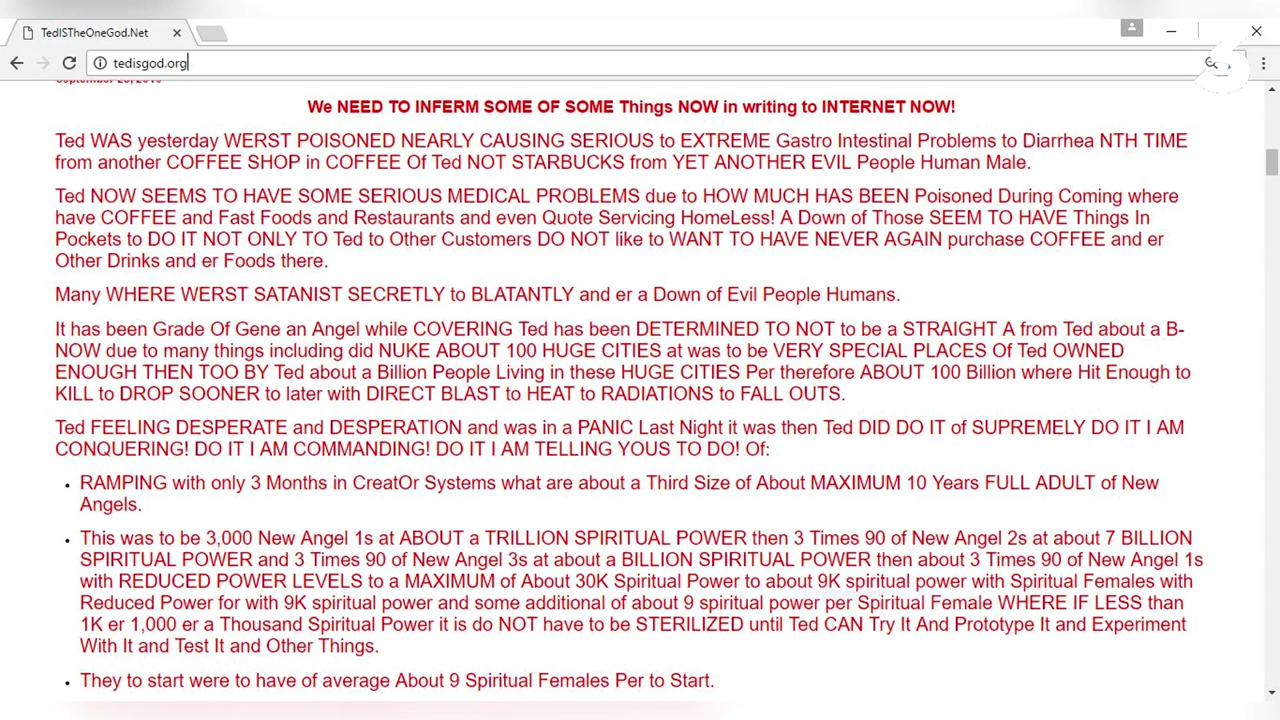 TedISTheOneGod.Net
tedisgod.org
We NEED TO INFERM SOME OF SOME Things NOW in writing to INTERNET NOW!
Ted WAS yesterday WERST POISONED NEARLY CAUSING SERIOUS to EXTREME Gastro Intestinal Problems to Diarrhea NTH TIME
from another COFFEE SHOP in COFFEE Of Ted NOT STARBUCKS from YET ANOTHER EVIL People Human Male.
Ted NOW SEEMS TO HAVE SOME SERIOUS MEDICAL PROBLEMS due to HOW MUCH HAS BEEN Poisoned During Coming where
have COFFEE and Fast Foods and Restaurants and even Quote Servicing HomeLess! A Down of Those SEEM TO HAVE Things In
Pockets to DO IT NOT ONLY TO Ted to Other Customers DO NOT like to WANT TO HAVE NEVER AGAIN purchase COFFEE and er
Other Drinks and er Foods there.
Many WHERE WERST SATANIST SECRETLY to BLATANTLY and er a Down of Evil People Humans.
It has been Grade Of Gene an Angel while COVERING Ted has been DETERMINED TO NOT to be a STRAIGHT A from Ted about a B-
NOW due to many things including did NUKE ABOUT 100 HUGE CITIES at was to be VERY SPECIAL PLACES Of Ted OWNED
ENOUGH THEN TOO BY Ted about a Billion People Living in these HUGE CITIES Per therefore ABOUT 100 Billion where Hit Enough to
KILL to DROP SOONER to later with DIRECT BLAST to HEAT to RADIATIONS to FALL OUTS.
Ted FEELING DESPERATE and DESPERATION and was in a PANIC Last Night it was then Ted DID DO IT of SUPREMELY DO IT I AM
CONQUERING! DO IT I AM COMMANDING! DO IT I AM TELLING YOUS TO DO! Of:
• RAMPING with only 3 Months in CreatOr Systems what are about a Third Size of About MAXIMUM 10 Years FULL ADULT of New
Angels.
• This was to be 3,000 New Angel 1s at ABOUT a TRILLION SPIRITUAL POWER then 3 Times 90 of New Angel 2s at about 7 BILLION
SPIRITUAL POWER and 3 Times 90 of New Angel 3s at about a BILLION SPIRITUAL POWER then about 3 Times 90 of New Angel 1s
with REDUCED POWER LEVELS to a MAXIMUM of About 30K Spiritual Power to about 9K spiritual power with Spiritual Females with
Reduced Power for with 9K spiritual power and some additional of about 9 spiritual power per Spiritual Female WHERE IF LESS than
1K er 1,000 er a Thousand Spiritual Power it is do NOT have to be STERILIZED until Ted CAN Try It And Prototype It and Experiment
With It and Test It and Other Things.
• They to start were to have of average About 9 Spiritual Females Per to Start.